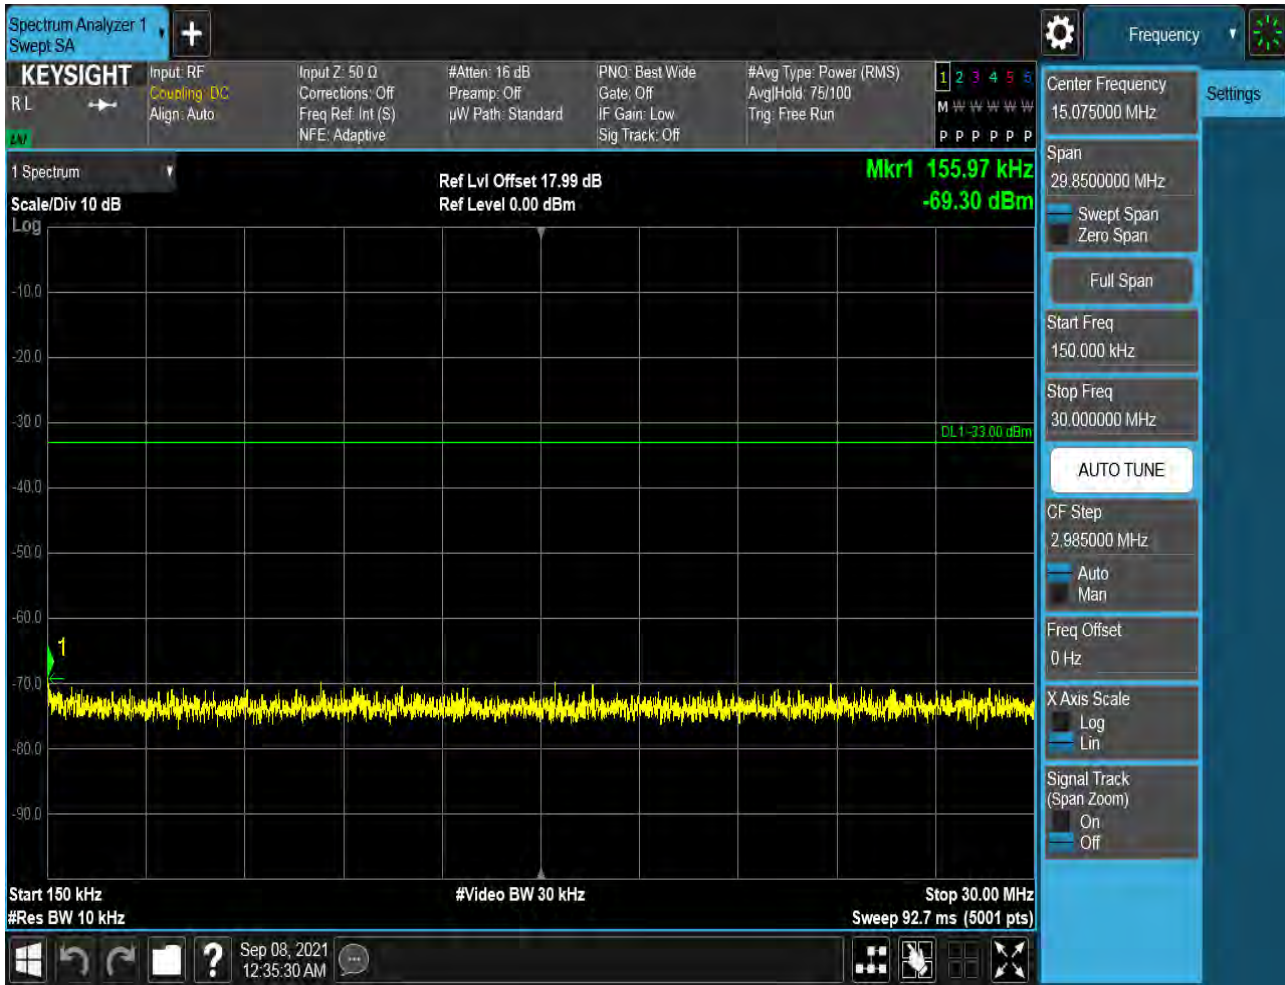 Spectrum Analyzer 1
Swept SA
Frequency
KEYSIGHT
R L
LNI
Input: RF
Coupling: DC
Align: Auto
Input Z: 50 Ω
Corrections: Off
Freq Ref: Int (S)
NFE: Adaptive
#Atten: 16 dB
Preamp: Off
µW Path: Standard
PNO: Best Wide
Gate: Off
IF Gain: Low
Sig Track: Off
#Avg Type: Power (RMS)
Avg|Hold: 75/100
Trig: Free Run
1 2 3 4 5 6
M W W W W W
P P P P P P
1 Spectrum
Scale/Div 10 dB
Log
Ref Lvl Offset 17.99 dB
Ref Level 0.00 dBm
Mkr1 155.97 kHz
-69.30 dBm
-10.0
-20.0
-30.0
DL1 -33.00 dBm
-40.0
-50.0
-60.0
1
-70.0
-80.0
-90.0
Start 150 kHz
#Video BW 30 kHz
Stop 30.00 MHz
#Res BW 10 kHz
Sweep 92.7 ms (5001 pts)
Sep 08, 2021
12:35:30 AM
Center Frequency
15.075000 MHz
Settings
Span
29.8500000 MHz
Swept Span
Zero Span
Full Span
Start Freq
150.000 kHz
Stop Freq
30.000000 MHz
AUTO TUNE
CF Step
2.985000 MHz
Auto
Man
Freq Offset
0 Hz
X Axis Scale
Log
Lin
Signal Track
(Span Zoom)
On
Off